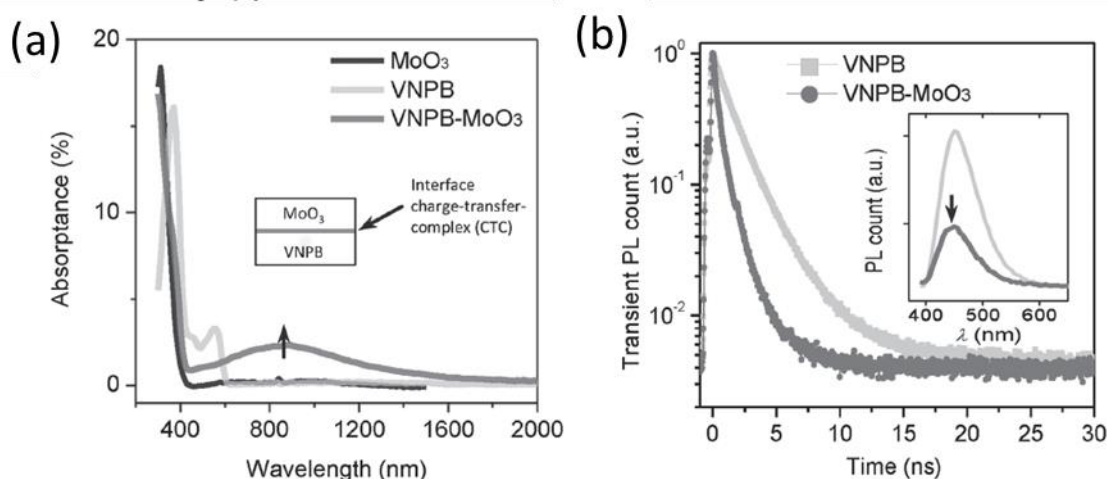 (a)
20
10
0
Absorptance (%)
MoO₃
VNPB
VNPB-MoO₃
MoO₃
VNPB
Interface
charge-transfer-
complex (CTC)
400
800
1200
1600
2000
Wavelength (nm)
(b)
10⁰
10⁻¹
10⁻²
Transient PL count (a.u.)
VNPB
VNPB-MoO₃
PL count (a.u.)
400
500
600
λ (nm)
0
5
10
15
20
25
30
Time (ns)